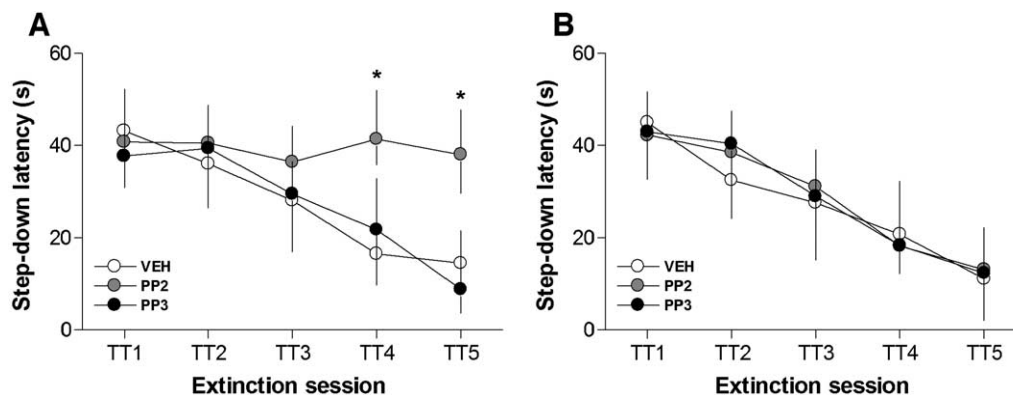 A
Step-down latency (s)
60
40
20
0
*
*
VEH
PP2
PP3
TT1 TT2 TT3 TT4 TT5
Extinction session
B
Step-down latency (s)
60
40
20
0
VEH
PP2
PP3
TT1 TT2 TT3 TT4 TT5
Extinction session